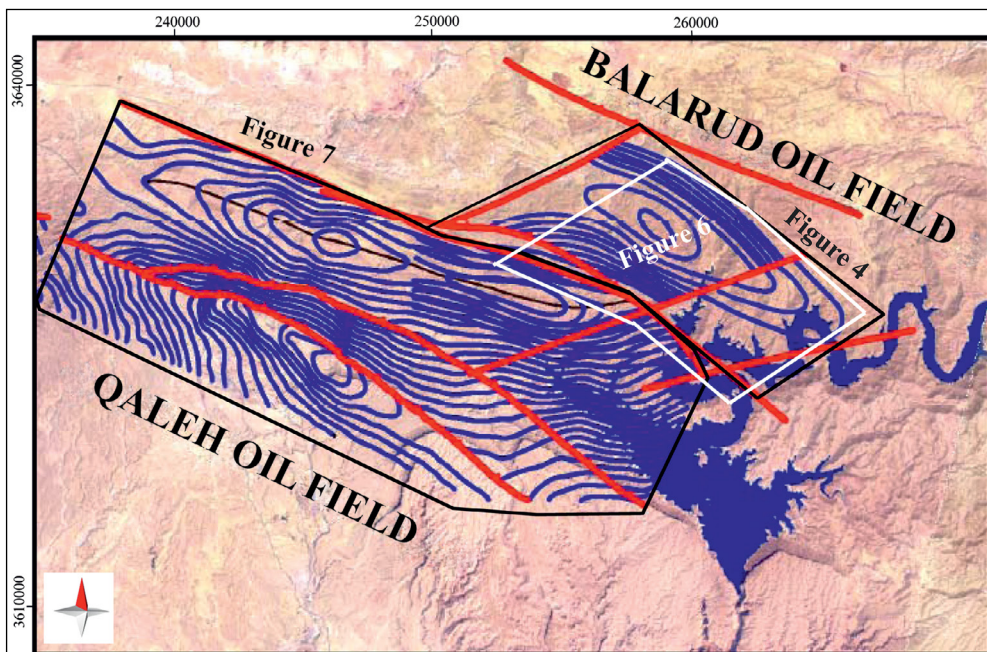 240000
250000
260000
3640000
3610000
BALARUD OIL FIELD
Figure 7
Figure 6
Figure 4
QALEH OIL FIELD